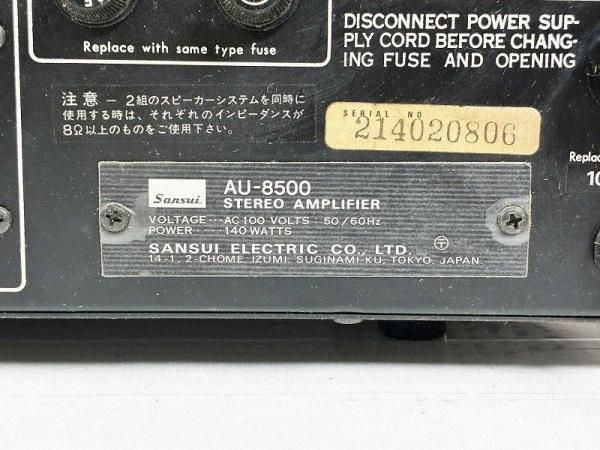 DISCONNECT POWER SUP-
PLY CORD BEFORE CHANG-
ING FUSE AND OPENING
Replace with same type fuse
注意 — 2組のスピーカーシステムを同時に
使用する時は、それぞれのインピーダンスが
8Ω以上のものをご使用下さい。
SERIAL. NO
214020806
Replac
10
Sansui
AU-8500
STEREO AMPLIFIER
VOLTAGE···AC 100 VOLTS · 50/60Hz
POWER ····· 140 WATTS
SANSUI ELECTRIC CO., LTD. 〒
14-1, 2-CHOME, IZUMI, SUGINAMI-KU, TOKYO, JAPAN.